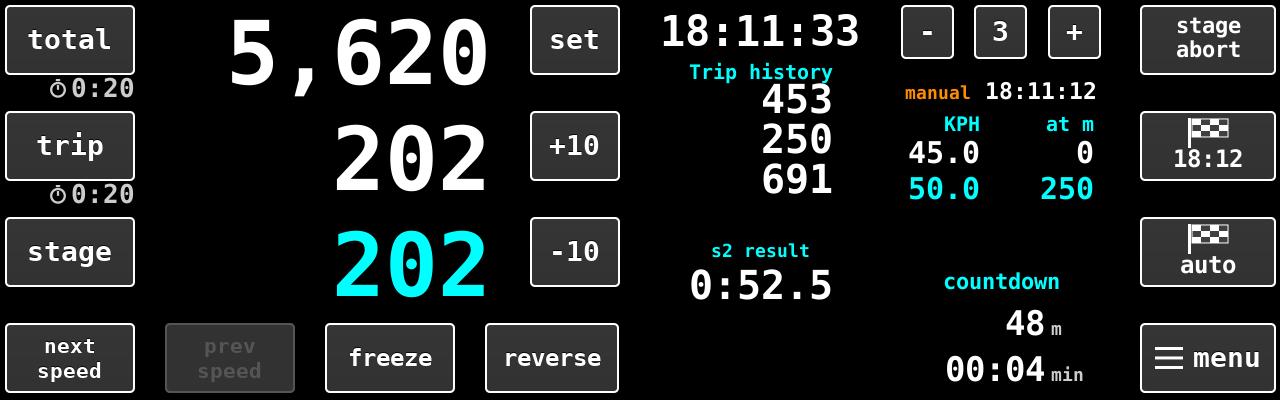 total
0:20
trip
0:20
stage
5,620
202
202
set
+10
-10
next
speed
prev
speed
freeze
reverse
18:11:33
Trip history
453
250
691
s2 result
0:52.5
- 3 +
manual 18:11:12
KPH at m
45.0 0
50.0 250
countdown
48 m
00:04 min
stage
abort
18:12
auto
menu